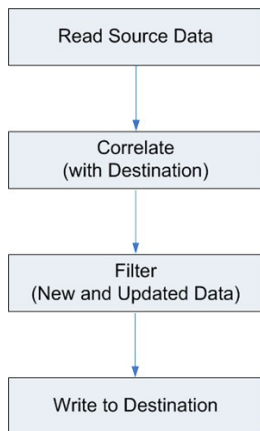 Read Source Data
Correlate
(with Destination)
Filter
(New and Updated Data)
Write to Destination